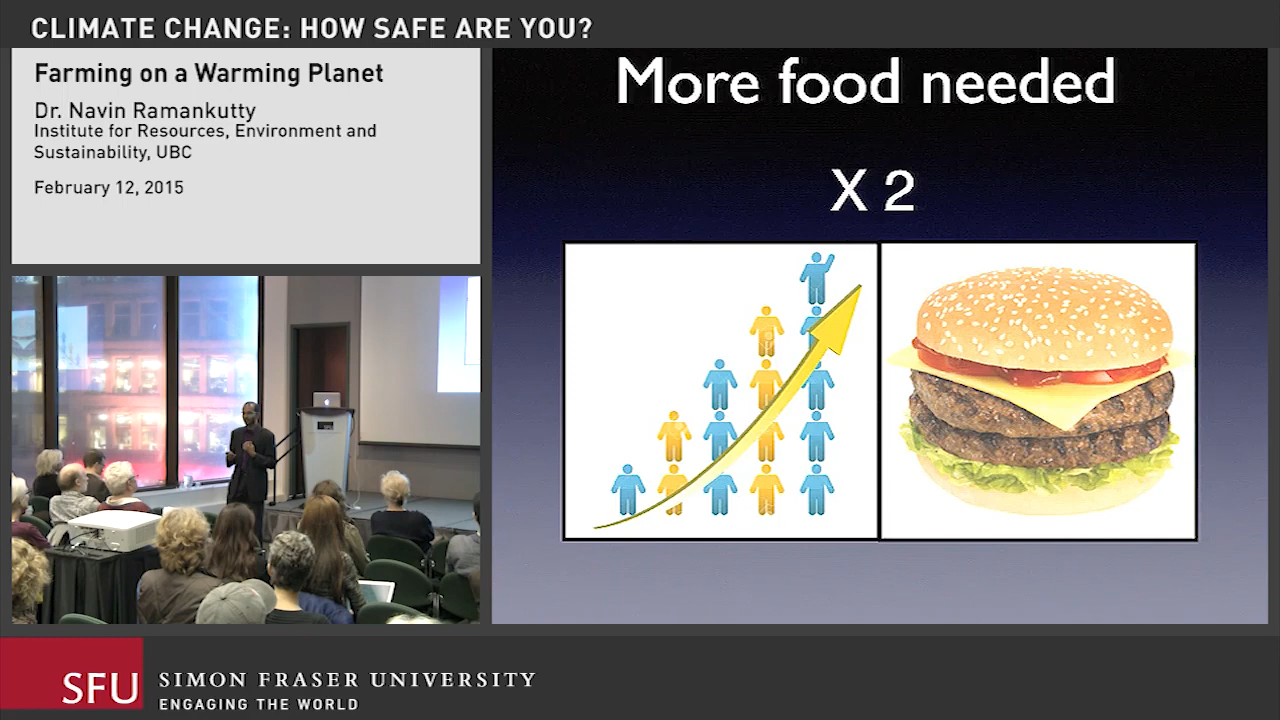 CLIMATE CHANGE: HOW SAFE ARE YOU?
Farming on a Warming Planet
Dr. Navin Ramankutty
Institute for Resources, Environment and
Sustainability, UBC
February 12, 2015
More food needed
X 2
SFU
SIMON FRASER UNIVERSITY
ENGAGING THE WORLD